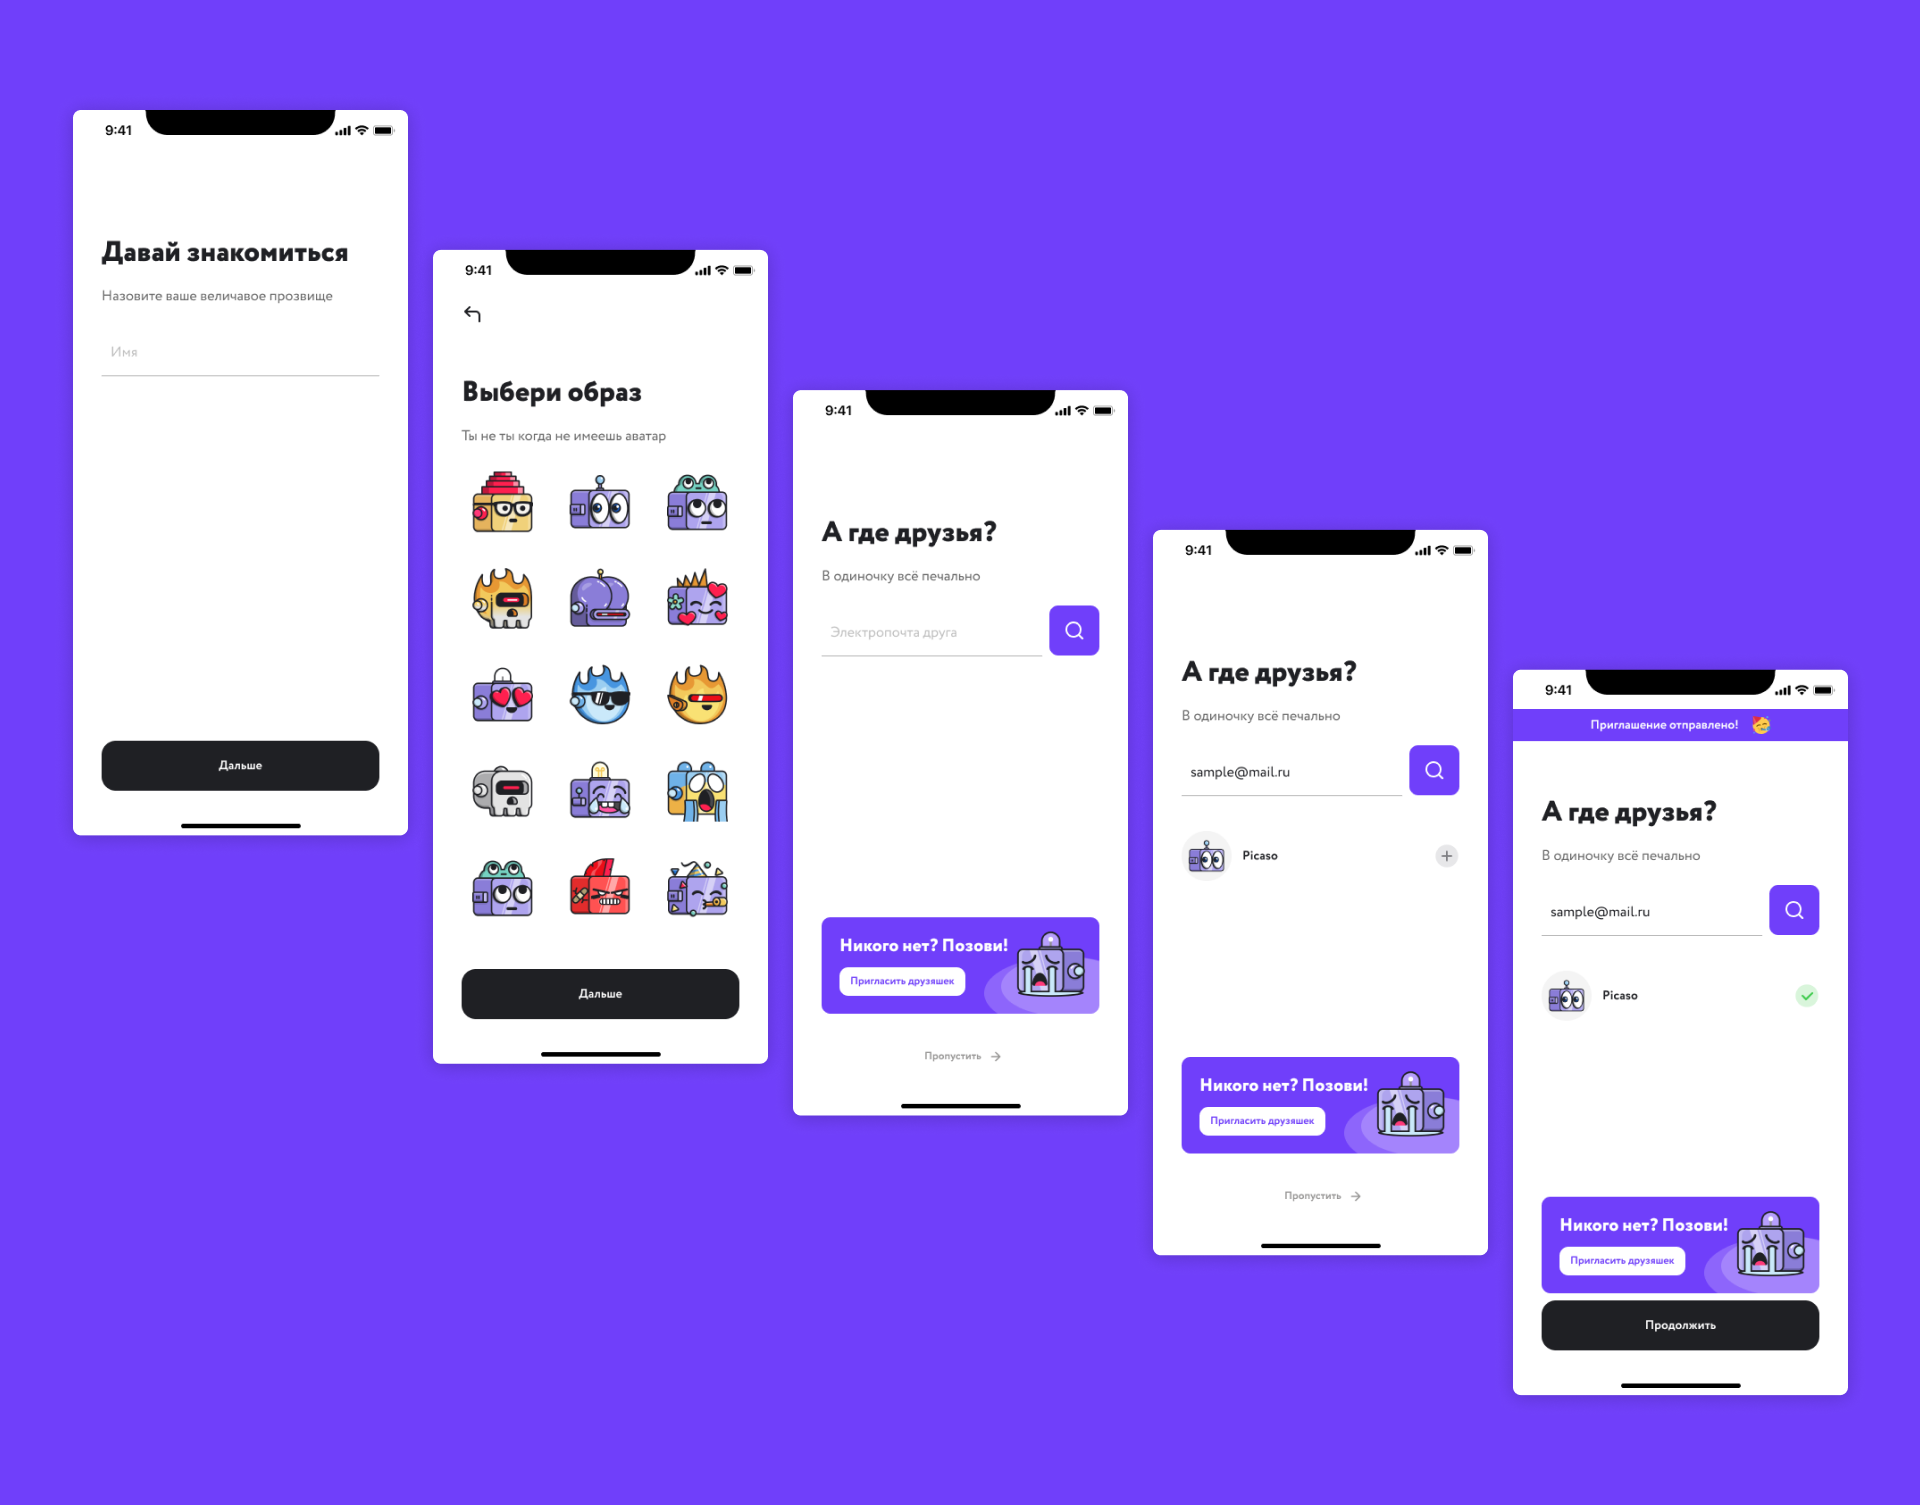 9:41
Давай знакомиться
Назовите ваше величавое прозвище
Имя
Дальше
9:41
Выбери образ
Ты не ты когда не имеешь аватар
Дальше
9:41
А где друзья?
В одиночку всё печально
Электропочта друга
Никого нет? Позови!
Пригласить друзяшек
Пропустить
9:41
А где друзья?
В одиночку всё печально
sample@mail.ru
Picaso
Никого нет? Позови!
Пригласить друзяшек
Пропустить
9:41
Приглашение отправлено!
А где друзья?
В одиночку всё печально
sample@mail.ru
Picaso
Никого нет? Позови!
Пригласить друзяшек
Продолжить